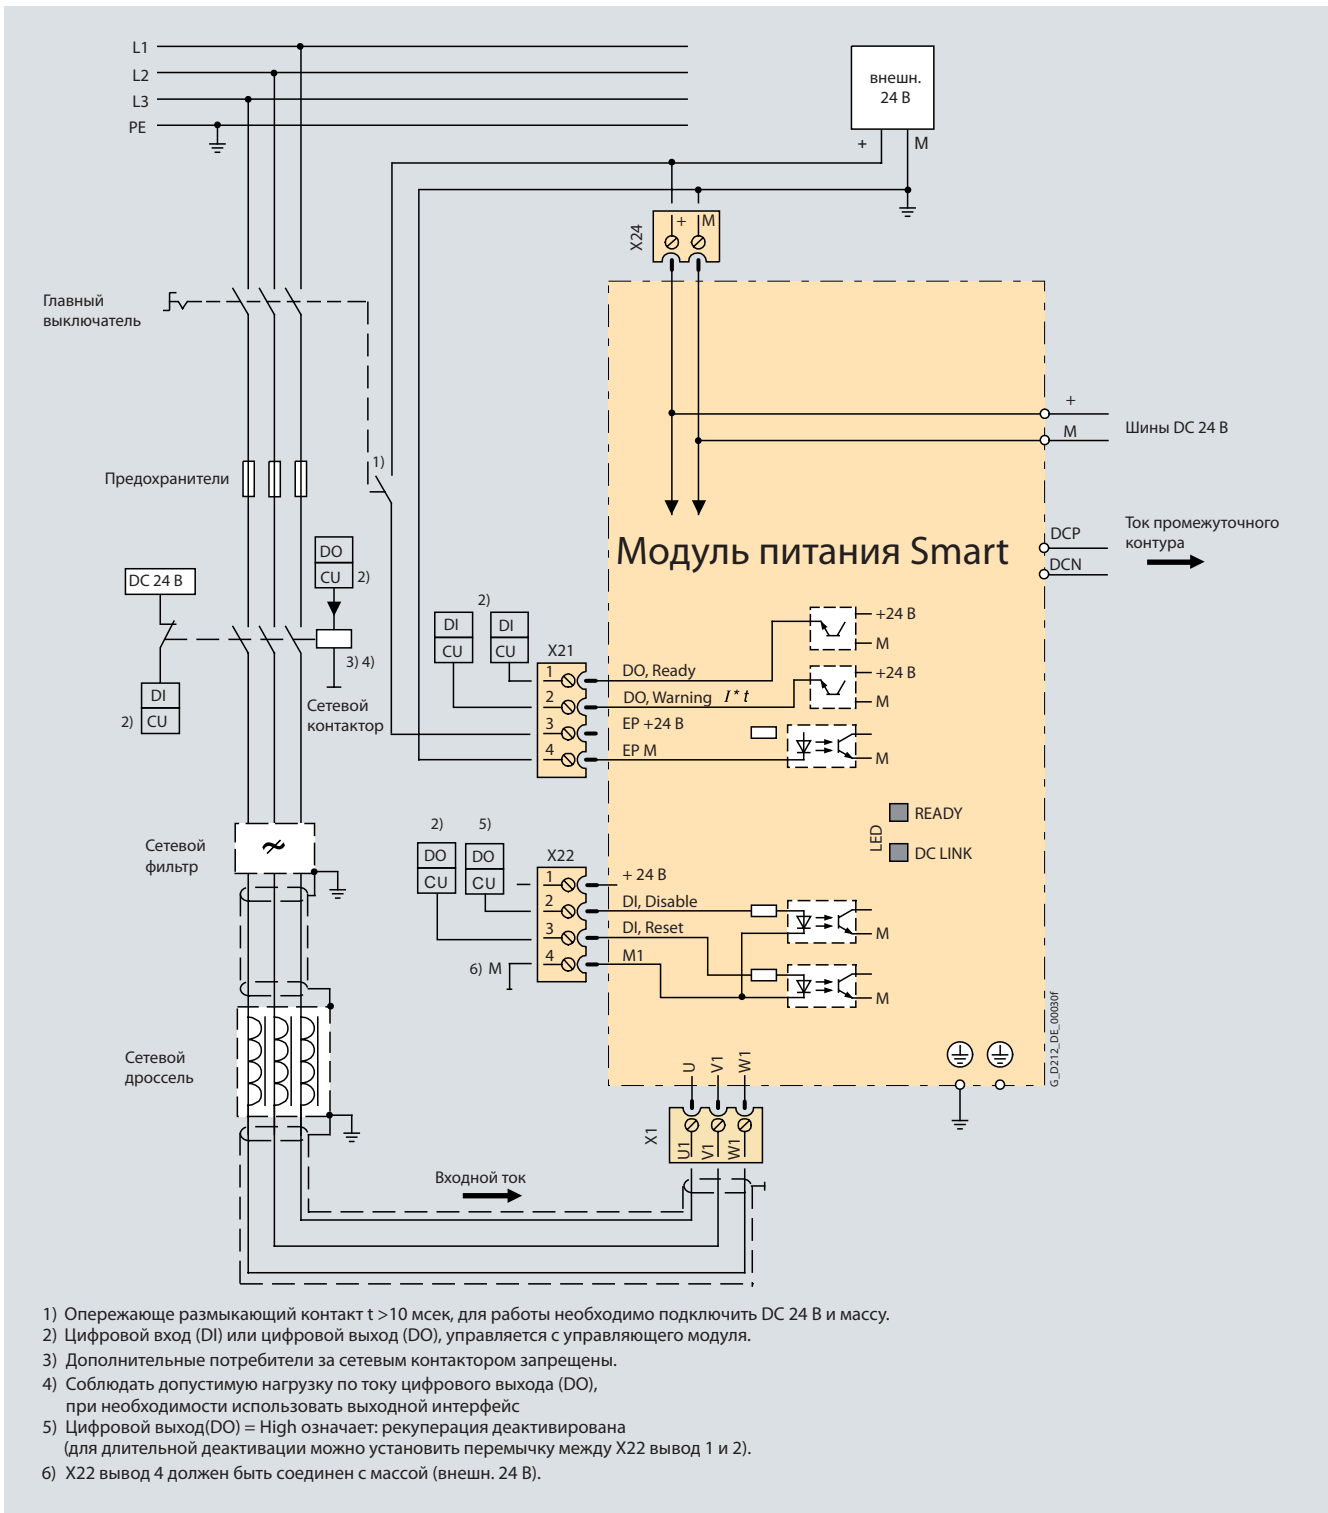 L1
L2
L3
PE
внешн.
24 В
+
M
X24
+
M
Главный
выключатель
+
M
Шины DC 24 В
1)
Предохранители
DCP
DCN
Ток промежуточного
контура
Модуль питания Smart
DO
CU
2)
DC 24 В
3) 4)
DI
CU
2)
Сетевой
контактор
2)
DI
CU
DI
CU
X21
1
2
3
4
DO, Ready
DO, Warning I * t
EP +24 В
EP M
+24 В
M
+24 В
M
M
LED
READY
DC LINK
Сетевой
фильтр
2)
5)
DO
CU
DO
CU
X22
1
2
3
4
+ 24 В
DI, Disable
DI, Reset
M1
6) M
M
M
G_D212_DE_00030f
Сетевой
дроссель
U
V1
W1
X1
U1
V1
W1
Входной ток
1) Опережающе размыкающий контакт t >10 мсек, для работы необходимо подключить DC 24 В и массу.
2) Цифровой вход (DI) или цифровой выход (DO), управляется с управляющего модуля.
3) Дополнительные потребители за сетевым контактором запрещены.
4) Соблюдать допустимую нагрузку по току цифрового выхода (DO),
при необходимости использовать выходной интерфейс
5) Цифровой выход(DO) = High означает: рекуперация деактивирована
(для длительной деактивации можно установить перемычку между X22 вывод 1 и 2).
6) X22 вывод 4 должен быть соединен с массой (внешн. 24 В).